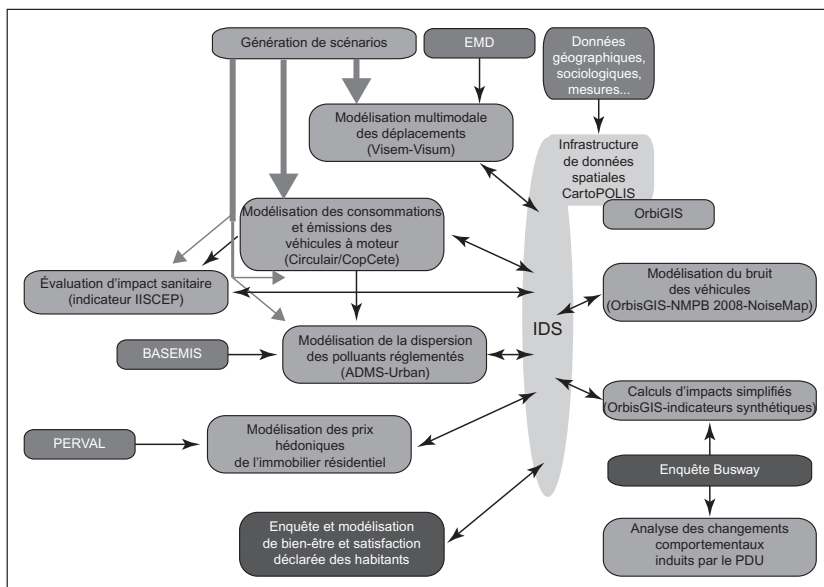 Génération de scénarios
EMD
Données
géographiques,
sociologiques,
mesures...
Modélisation multimodale
des déplacements
(Visem-Visum)
Infrastructure
de données
spatiales
CartoPOLIS
OrbiGIS
Modélisation des consommations
et émissions des
véhicules à moteur
(Circulair/CopCete)
Évaluation d'impact sanitaire
(indicateur IISCEP)
Modélisation du bruit
des véhicules
(OrbisGIS-NMPB 2008-NoiseMap)
IDS
BASEMIS
Modélisation de la dispersion
des polluants réglementés
(ADMS-Urban)
Calculs d'impacts simplifiés
(OrbisGIS-indicateurs synthétiques)
PERVAL
Modélisation des prix
hédoniques
de l'immobilier résidentiel
Enquête Busway
Enquête et modélisation
de bien-être et satisfaction
déclarée des habitants
Analyse des changements
comportementaux
induits par le PDU